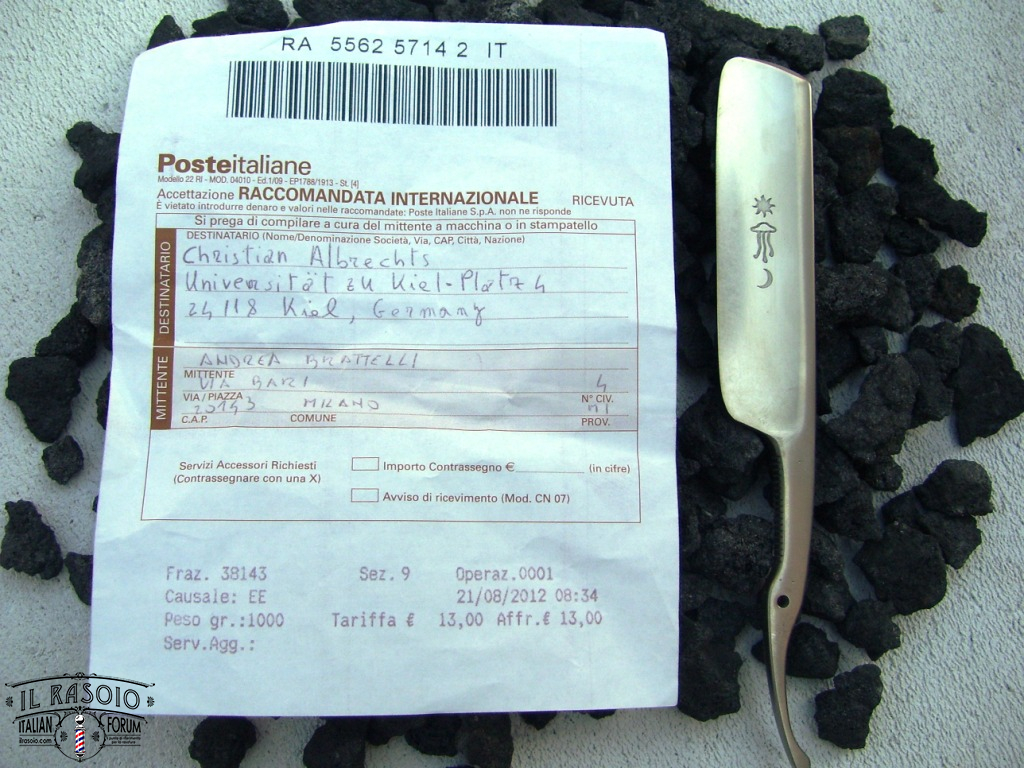 RA 5562 5714 2 IT
Posteitaliane
Modello 22 RI - MOD. 04010 - Ed.1/09 - EP1788/1913 - St. [4]
Accettazione RACCOMANDATA INTERNAZIONALE RICEVUTA
È vietato introdurre denaro e valori nelle raccomandate: Poste Italiane S.p.A. non ne risponde
Si prega di compilare a cura del mittente a macchina o in stampatello
DESTINATARIO
DESTINATARIO (Nome/Denominazione Società, Via, CAP, Città, Nazione)
Christian Albrechts
Universität zu Kiel-Platz 4
24118 Kiel, Germany
MITTENTE
ANDREA BRATTELLI
MITTENTE
VIA BARI 4
VIA / PIAZZA N° CIV.
20143 MILANO MI
C.A.P. COMUNE PROV.
Servizi Accessori Richiesti
(Contrassegnare con una X)
Importo Contrassegno € (in cifre)
Avviso di ricevimento (Mod. CN 07)
Fraz. 38143 Sez. 9 Operaz.0001
Causale: EE 21/08/2012 08:34
Peso gr.:1000 Tariffa € 13,00 Affr.€ 13,00
Serv.Agg.:
IL RASOIO
ITALIAN FORUM
ilrasoio.com